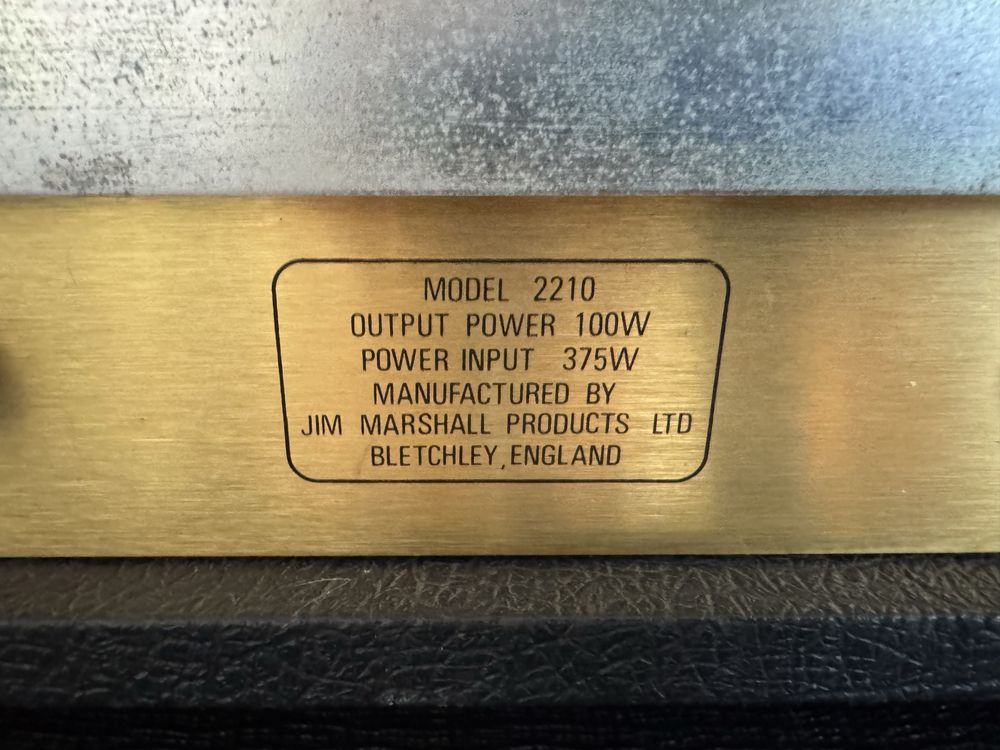 MODEL 2210
OUTPUT POWER 100W
POWER INPUT 375W
MANUFACTURED BY
JIM MARSHALL PRODUCTS LTD
BLETCHLEY, ENGLAND